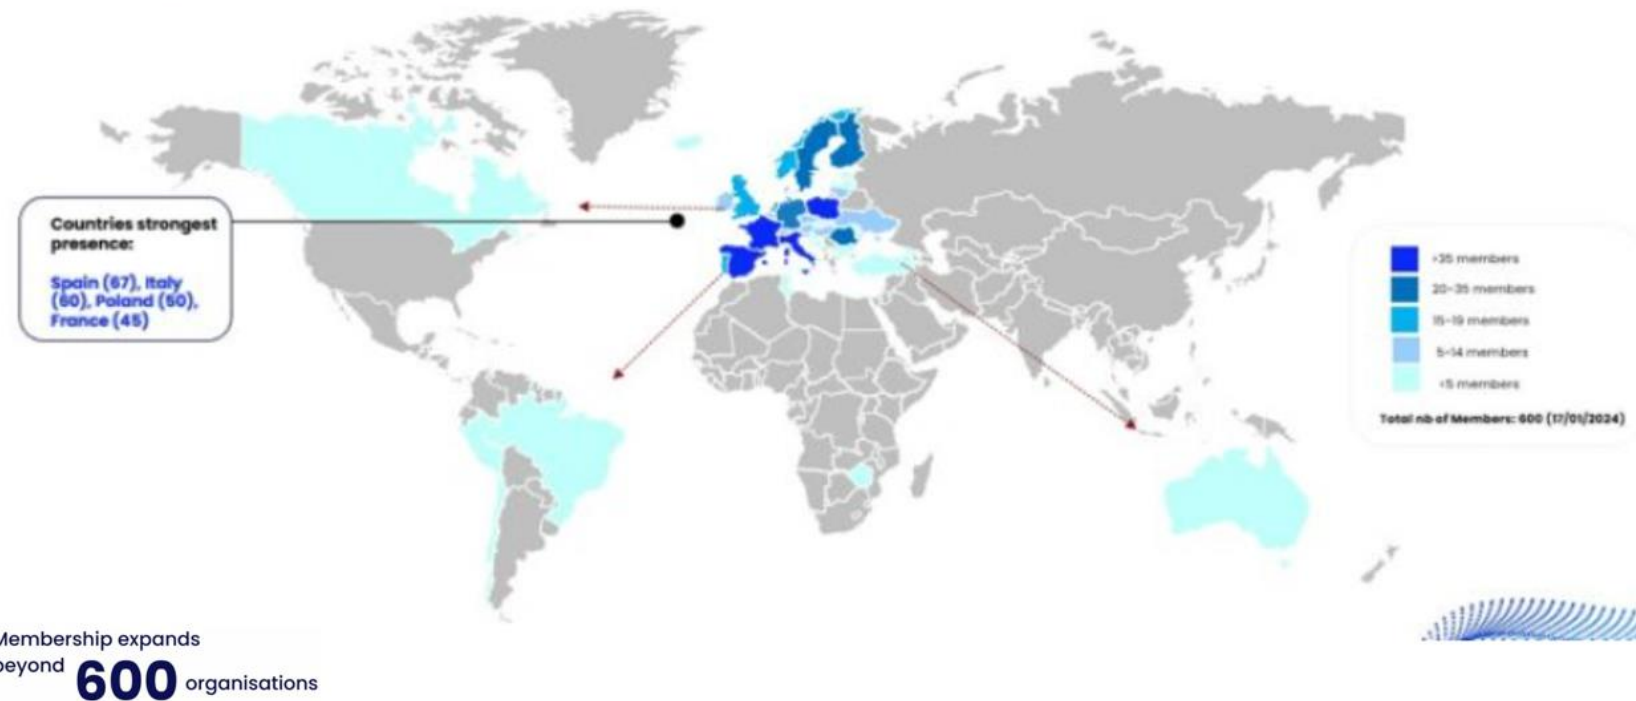 Countries strongest
presence:
Spain (67), Italy
(60), Poland (50),
France (45)
>35 members
20-35 members
15-19 members
5-14 members
<5 members
Total nb of Members: 600 (17/01/2024)
Membership expands
beyond 600 organisations